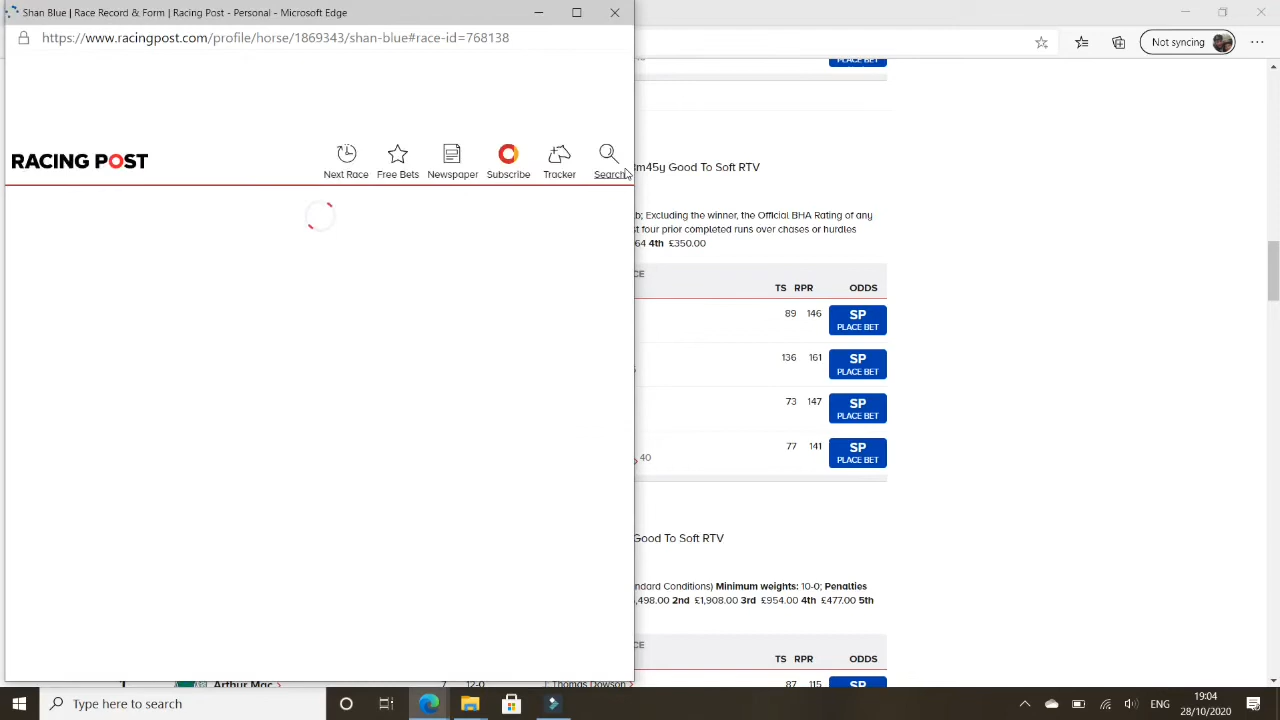 Shan Blue | Race Record & Form | Racing Post - Personal - Microsoft Edge
https://www.racingpost.com/profile/horse/1869343/shan-blue#race-id=768138
Not syncing
PLACE BET
RACING POST
Next Race Free Bets Newspaper Subscribe Tracker Search
3m45y Good To Soft RTV
b; Excluding the winner, the Official BHA Rating of any
st four prior completed runs over chases or hurdles
64 4th £350.00
CE
TS RPR ODDS
89 146 SP
PLACE BET
136 161 SP
PLACE BET
73 147 SP
PLACE BET
77 141 SP
PLACE BET
40
Good To Soft RTV
ndard Conditions) Minimum weights: 10-0; Penalties
,498.00 2nd £1,908.00 3rd £954.00 4th £477.00 5th
CE
TS RPR ODDS
Arthur Mac 7 12-0 Thomas Dowson 87 115 SP
Type here to search
19:04
28/10/2020